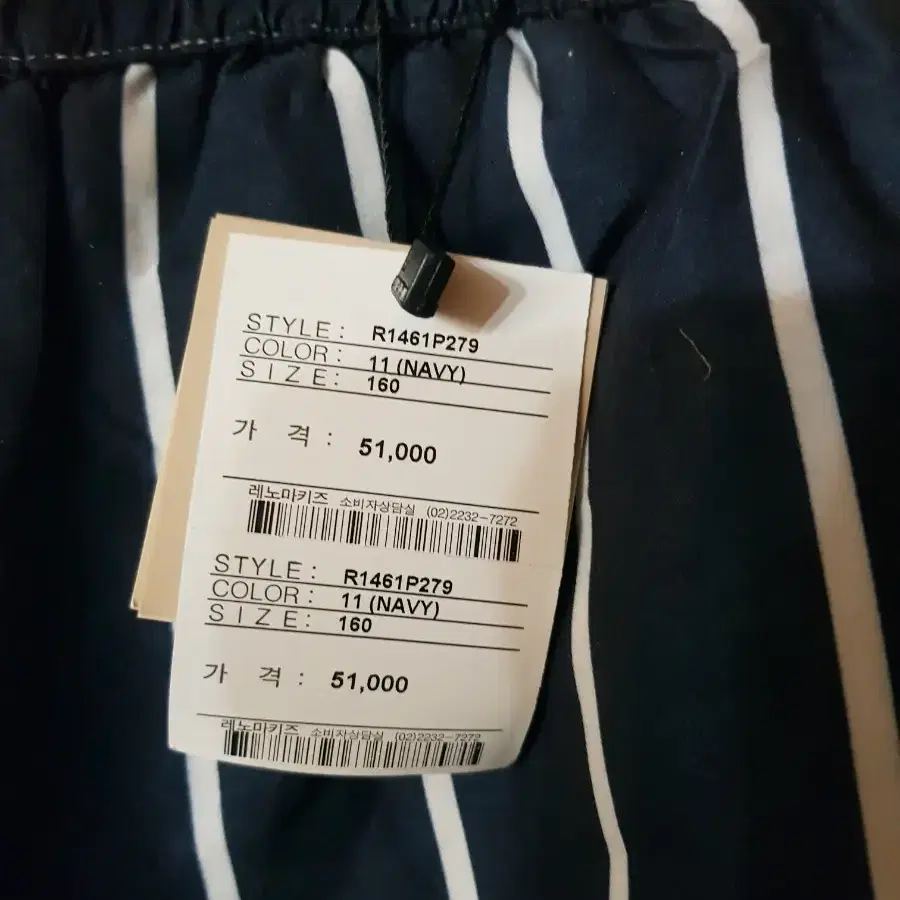 STYLE: R1461P279
COLOR: 11 (NAVY)
SIZE: 160
가 격 : 51,000
레노마키즈 소비자상담실 (02)2232-7272
STYLE: R1461P279
COLOR: 11 (NAVY)
SIZE: 160
가 격 : 51,000
레노마키즈 소비자상담실 (02)2232-7272